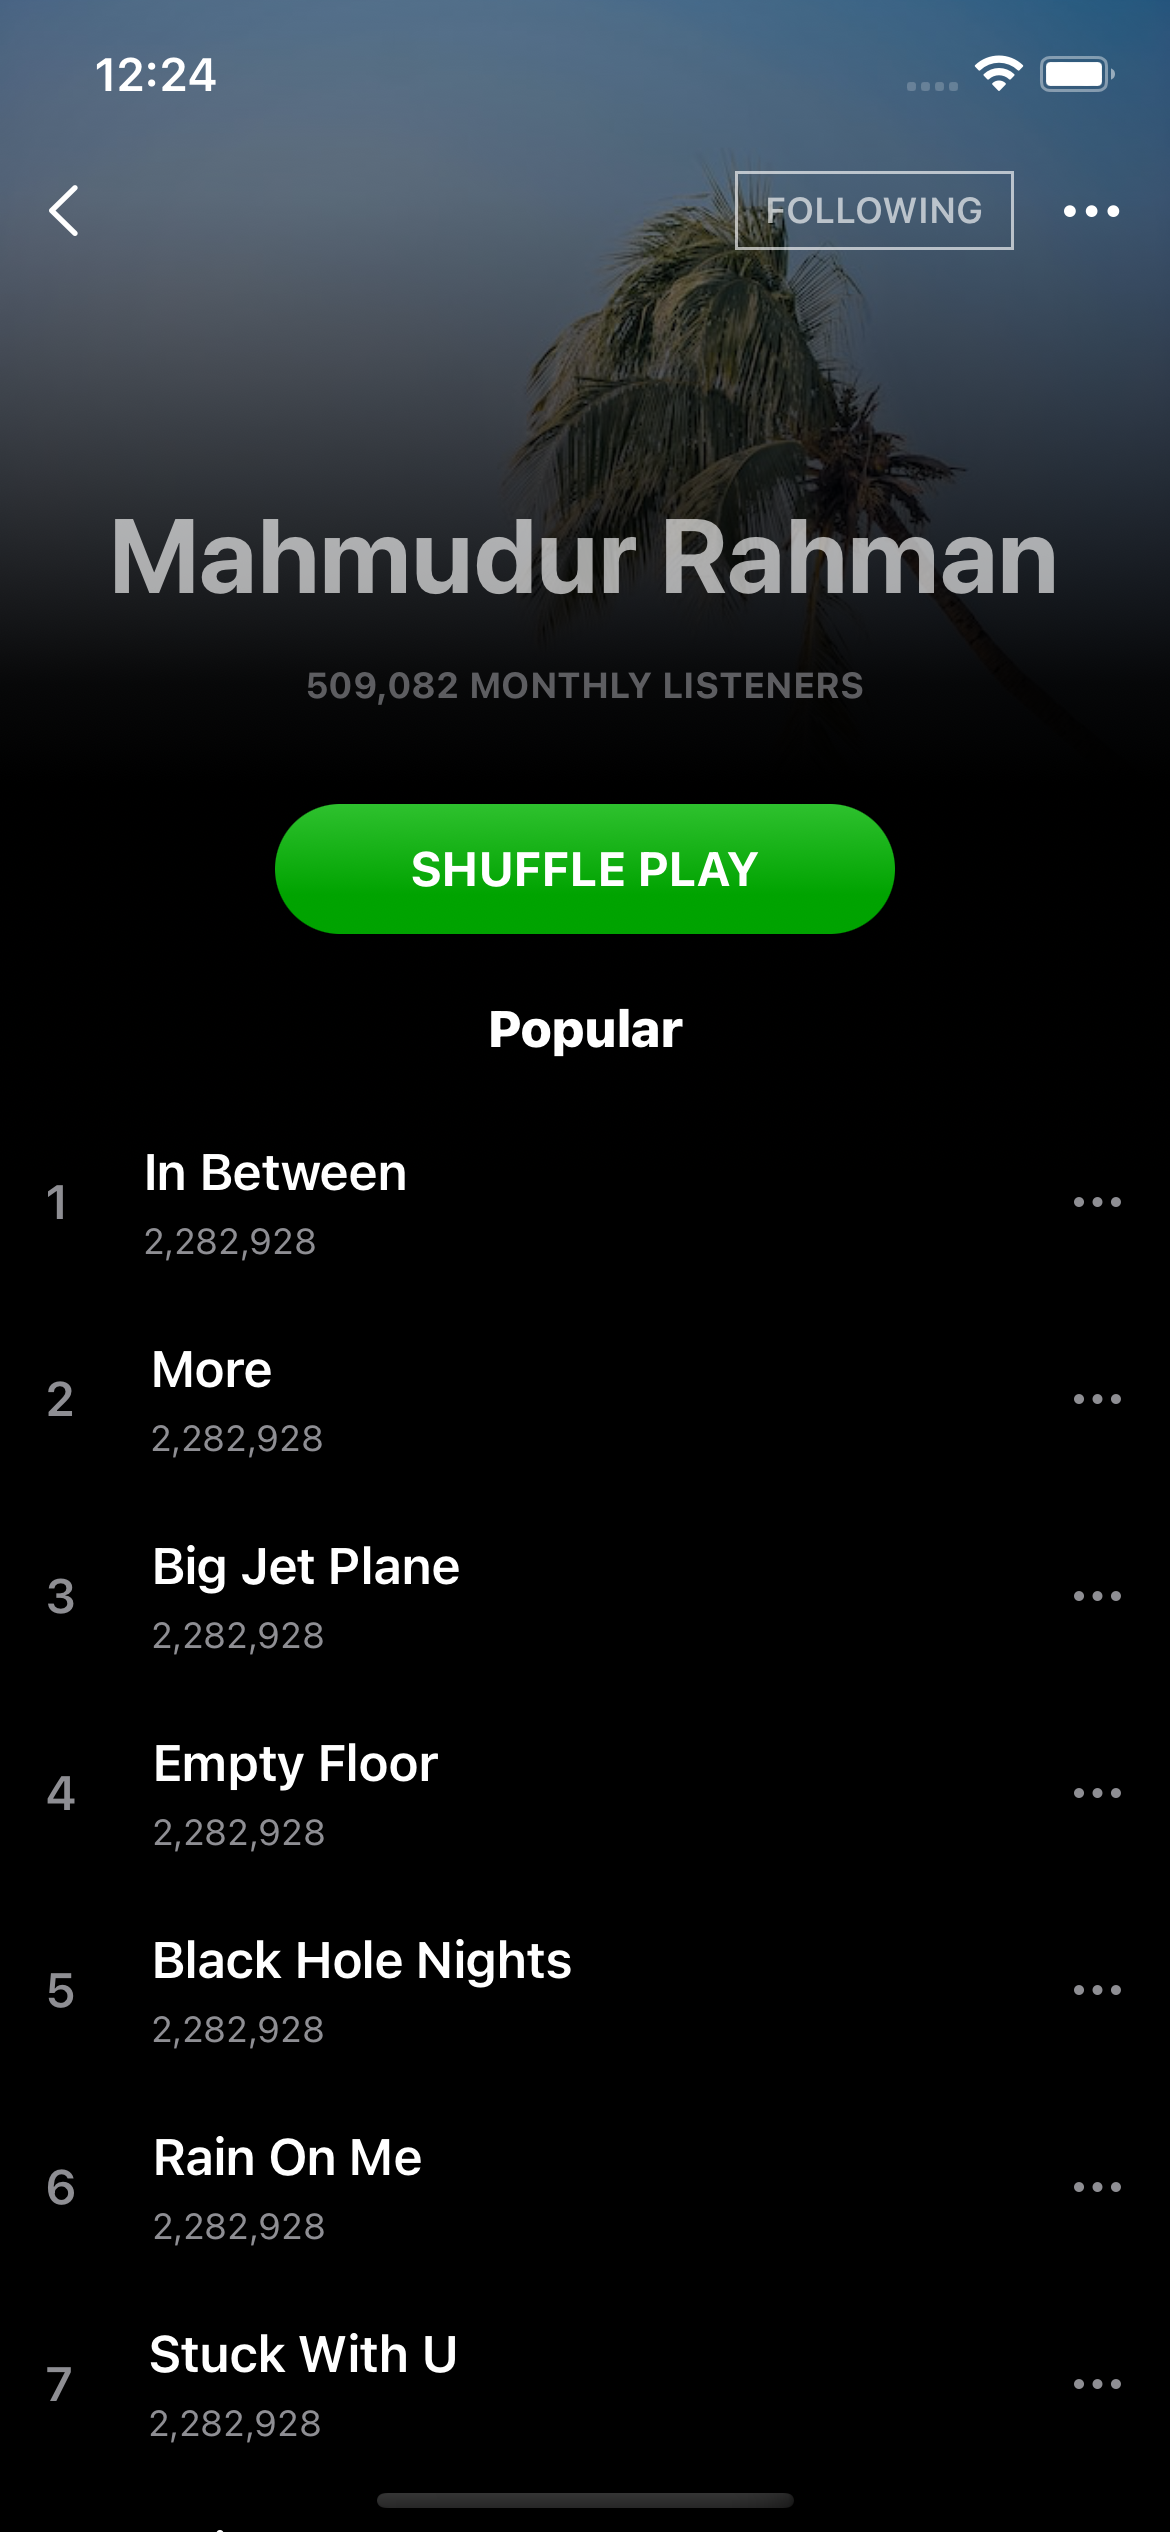 12:24
FOLLOWING
Mahmudur Rahman
509,082 MONTHLY LISTENERS
SHUFFLE PLAY
Popular
1
In Between
2,282,928
2
More
2,282,928
3
Big Jet Plane
2,282,928
4
Empty Floor
2,282,928
5
Black Hole Nights
2,282,928
6
Rain On Me
2,282,928
7
Stuck With U
2,282,928